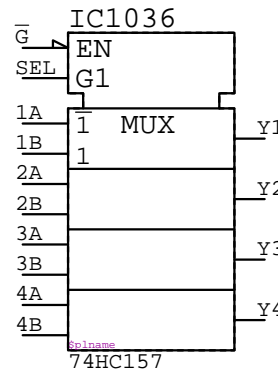 IC1036
G̅
EN
SEL
G1
MUX
1A
1̅
1B
1
Y1
2A
2B
Y2
3A
3B
Y3
4A
4B
Y4
$plname
74HC157